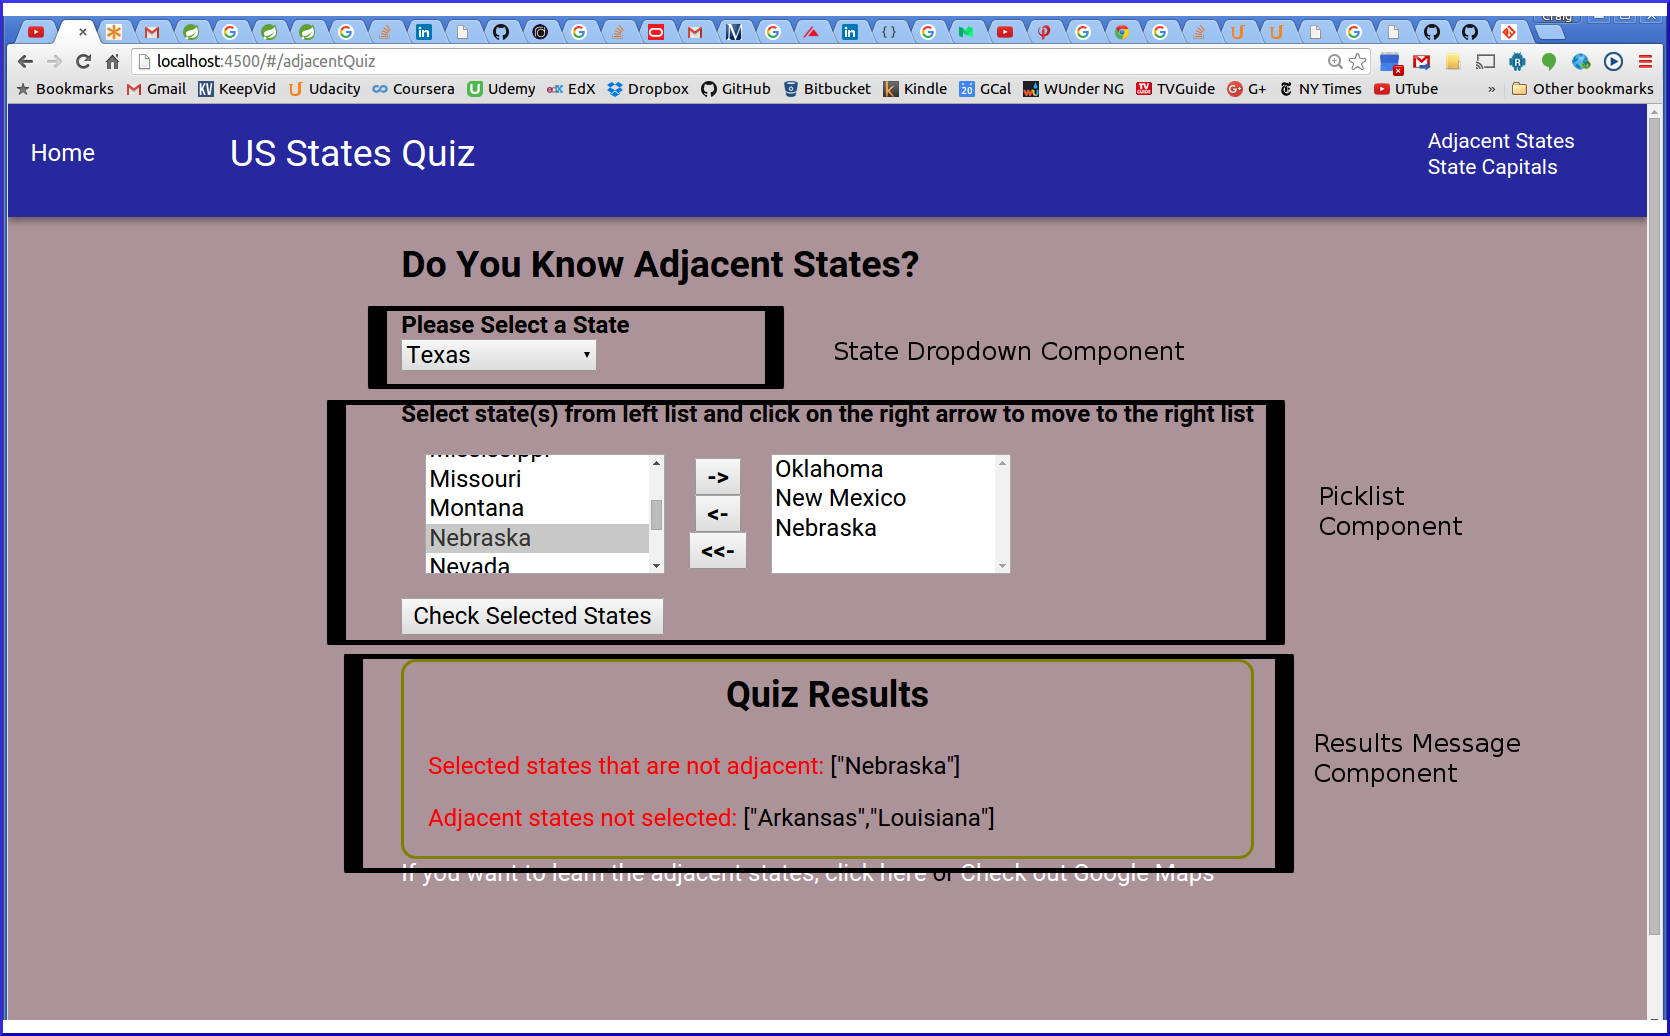 Craig
localhost:4500/#/adjacentQuiz
Bookmarks Gmail KeepVid Udacity Coursera Udemy EdX Dropbox GitHub Bitbucket Kindle GCal WUnder NG TVGuide G+ NY Times UTube » Other bookmarks
Home US States Quiz
Adjacent States
State Capitals
Do You Know Adjacent States?
Please Select a State
Texas
State Dropdown Component
Select state(s) from left list and click on the right arrow to move to the right list
Mississippi
Missouri
Montana
Nebraska
Nevada
->
<-
<<-
Oklahoma
New Mexico
Nebraska
Picklist
Component
Check Selected States
Quiz Results
Selected states that are not adjacent: ["Nebraska"]
Adjacent states not selected: ["Arkansas","Louisiana"]
Results Message
Component
If you want to learn the adjacent states, click here or Check out Google Maps